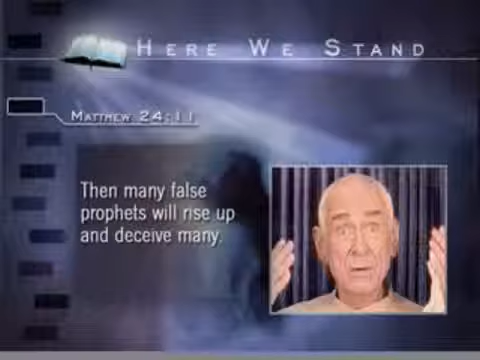 HERE WE STAND
MATTHEW 24:11
Then many false
prophets will rise up
and deceive many.